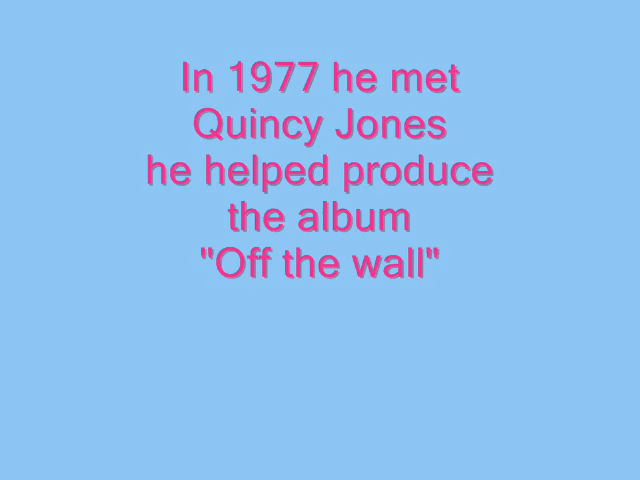 In 1977 he met
Quincy Jones
he helped produce
the album
"Off the wall"